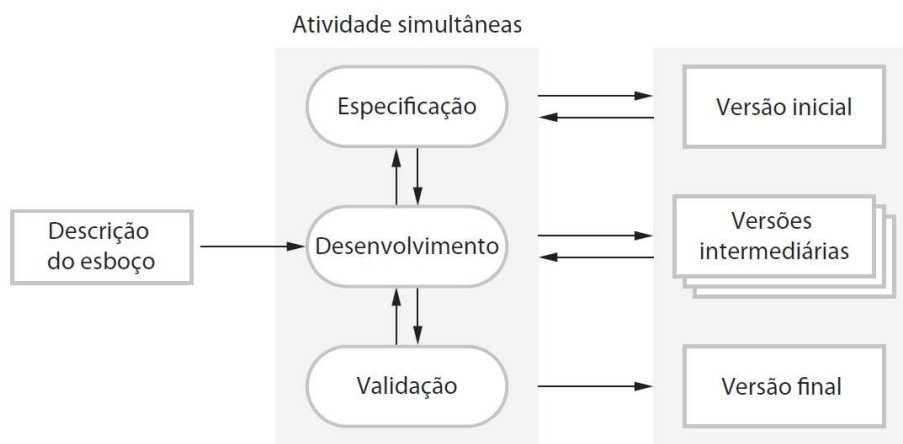 Atividade simultâneas
Especificação
Versão inicial
Descrição
do esboço
Desenvolvimento
Versões
intermediárias
Validação
Versão final